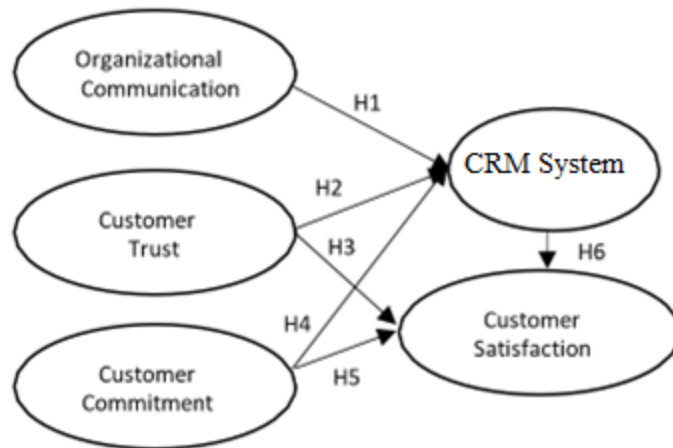 Organizational
Communication
H1
CRM System
H2
Customer
Trust
H3
H6
H4
Customer
Satisfaction
Customer
Commitment
H5